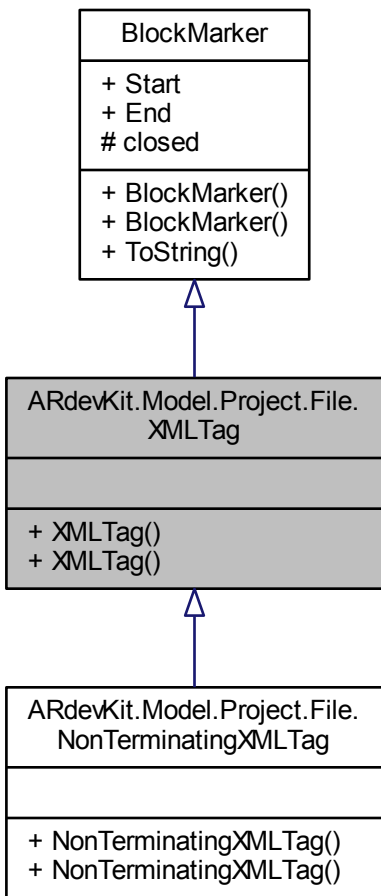 BlockMarker
+ Start
+ End
# closed
+ BlockMarker()
+ BlockMarker()
+ ToString()
ARdevKit.Model.Project.File.
XMLTag
+ XMLTag()
+ XMLTag()
ARdevKit.Model.Project.File.
NonTerminatingXMLTag
+ NonTerminatingXMLTag()
+ NonTerminatingXMLTag()